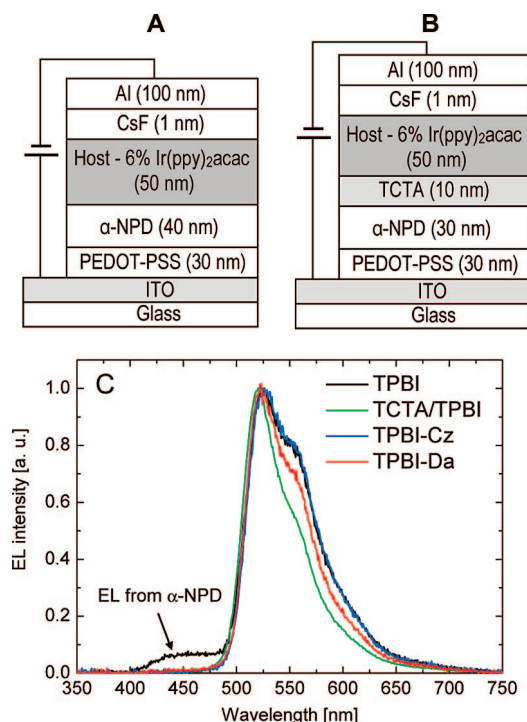 A
Al (100 nm)
CsF (1 nm)
Host - 6% Ir(ppy)₂acac
(50 nm)
α-NPD (40 nm)
PEDOT-PSS (30 nm)
ITO
Glass
B
Al (100 nm)
CsF (1 nm)
Host - 6% Ir(ppy)₂acac
(50 nm)
TCTA (10 nm)
α-NPD (30 nm)
PEDOT-PSS (30 nm)
ITO
Glass
C
TPBI
TCTA/TPBI
TPBI-Cz
TPBI-Da
EL from α-NPD
EL intensity [a. u.]
1.0
0.8
0.6
0.4
0.2
0.0
350 400 450 500 550 600 650 700 750
Wavelength [nm]